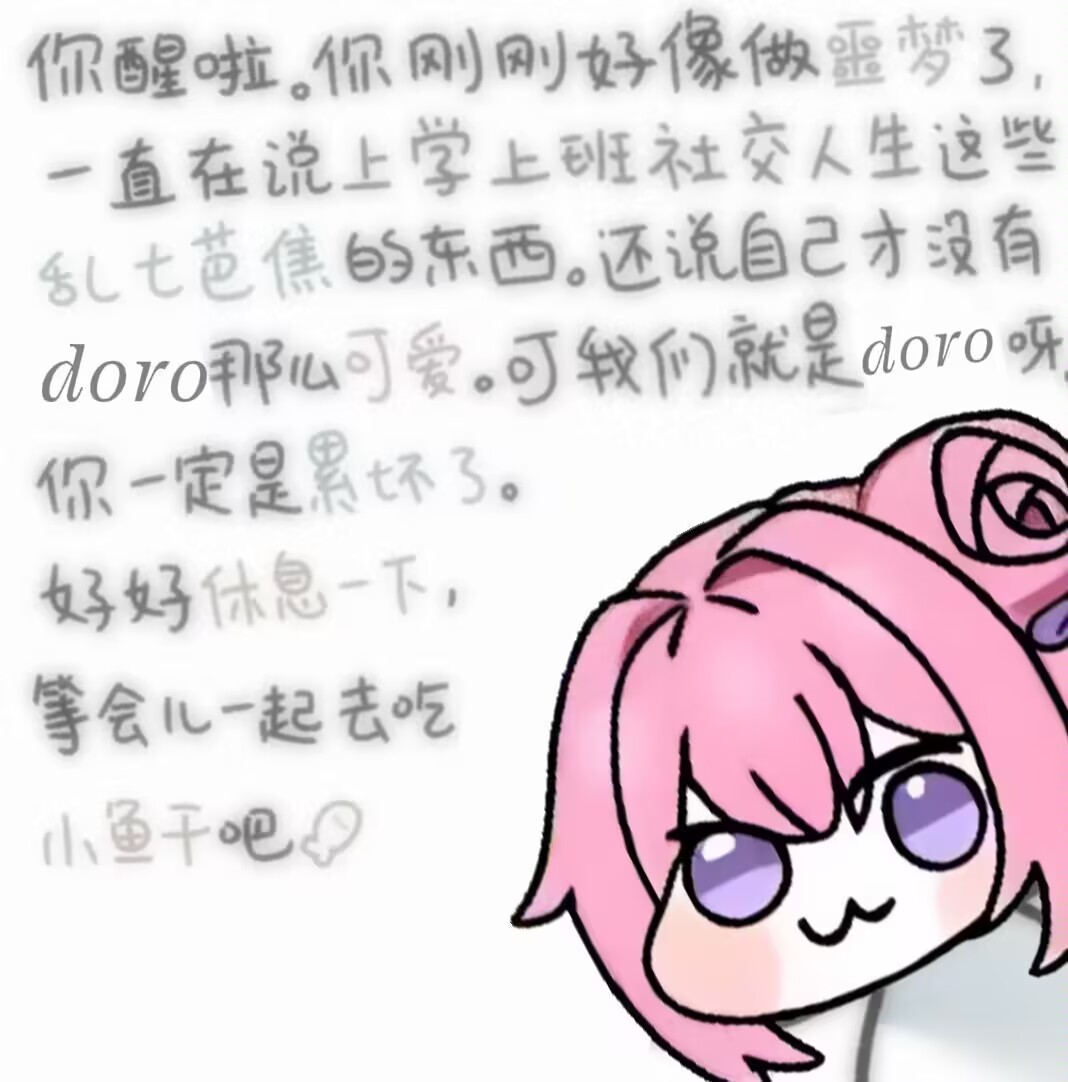 你醒啦。你刚刚好像做噩梦了,
一直在说上学上班社交人生这些
乱七芭焦的东西。还说自己才没有
doro那么可爱。可我们就是doro呀,
你一定是累坏了。
好好休息一下,
等会儿一起去吃
小鱼干吧